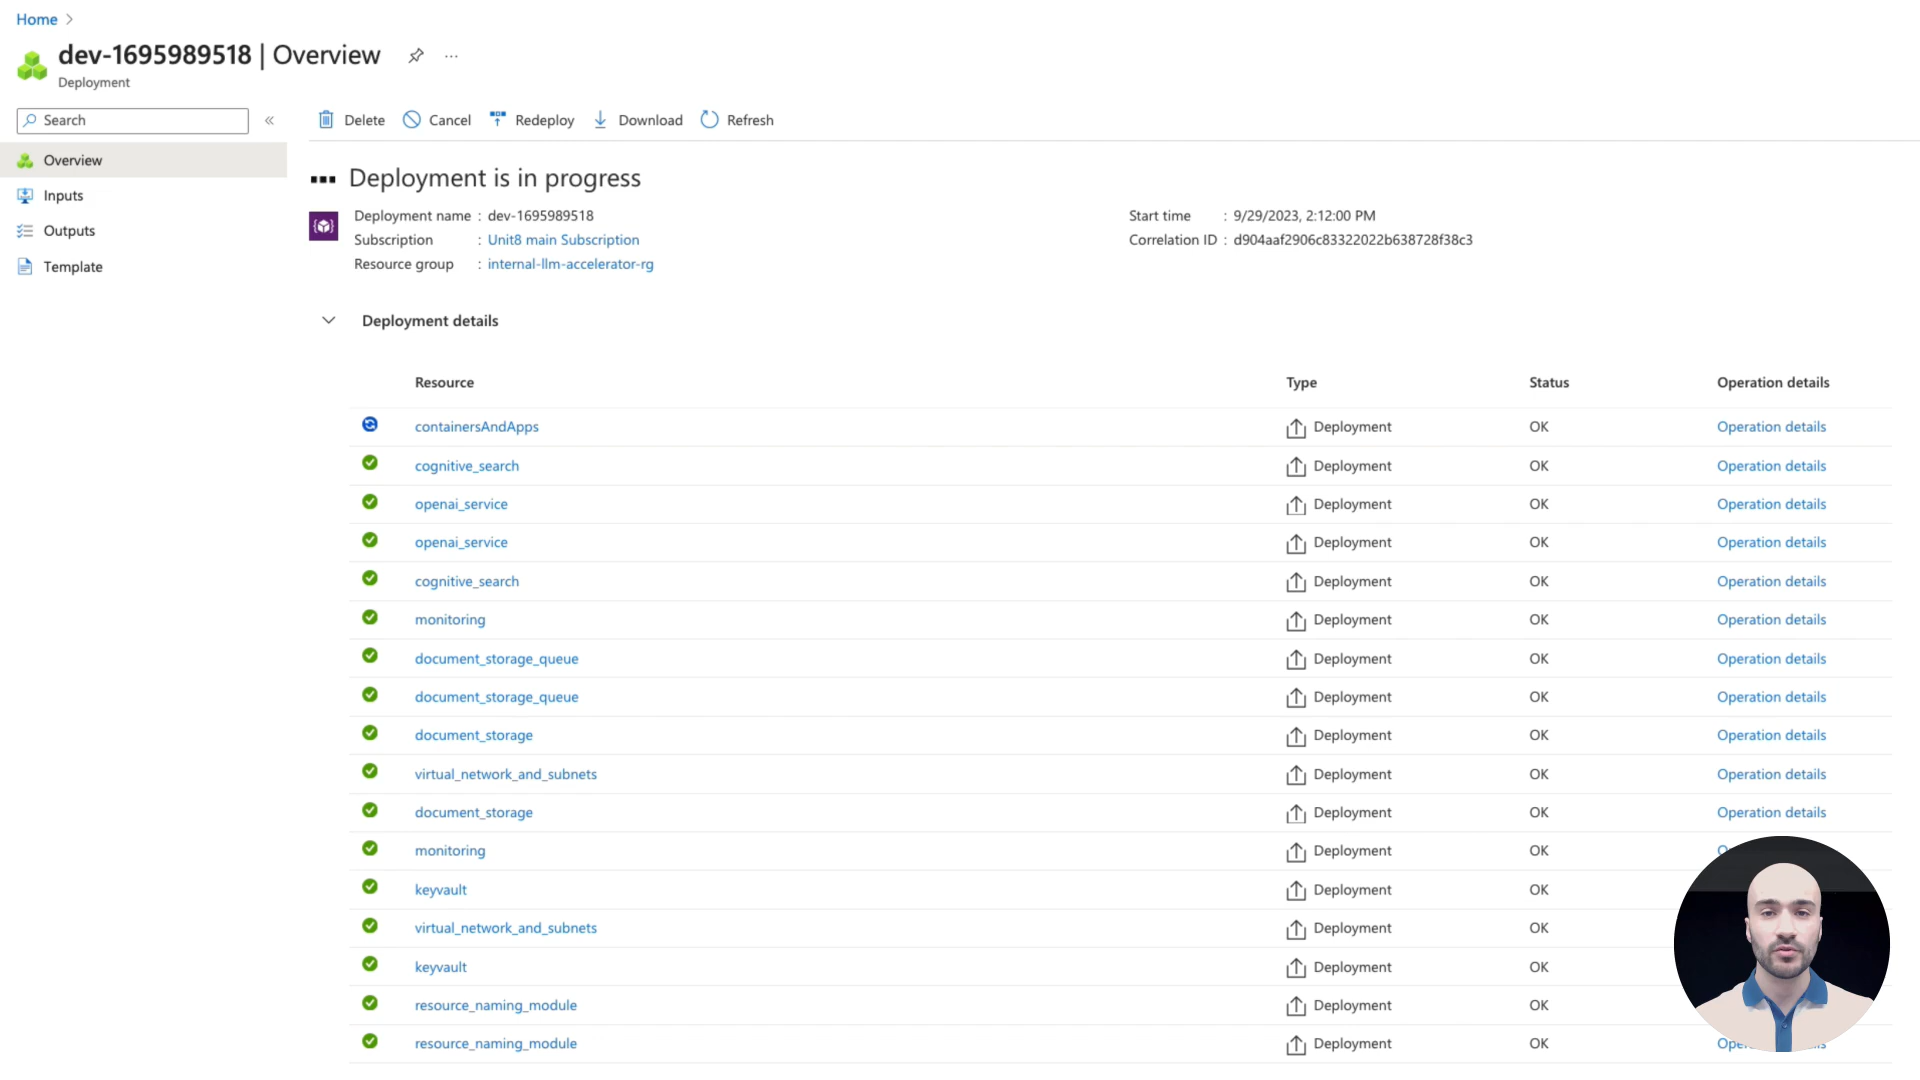 Home
dev-1695989518 | Overview
Deployment
Search
Delete Cancel Redeploy Download Refresh
Overview
Inputs
Outputs
Template
Deployment is in progress
Deployment name : dev-1695989518
Subscription : Unit8 main Subscription
Resource group : internal-llm-accelerator-rg
Start time : 9/29/2023, 2:12:00 PM
Correlation ID : d904aaf2906c83322022b638728f38c3
Deployment details
Resource Type Status Operation details
containersAndApps Deployment OK Operation details
cognitive_search Deployment OK Operation details
openai_service Deployment OK Operation details
openai_service Deployment OK Operation details
cognitive_search Deployment OK Operation details
monitoring Deployment OK Operation details
document_storage_queue Deployment OK Operation details
document_storage_queue Deployment OK Operation details
document_storage Deployment OK Operation details
virtual_network_and_subnets Deployment OK Operation details
document_storage Deployment OK Operation details
monitoring Deployment OK
keyvault Deployment OK
virtual_network_and_subnets Deployment OK
keyvault Deployment OK
resource_naming_module Deployment OK
resource_naming_module Deployment OK